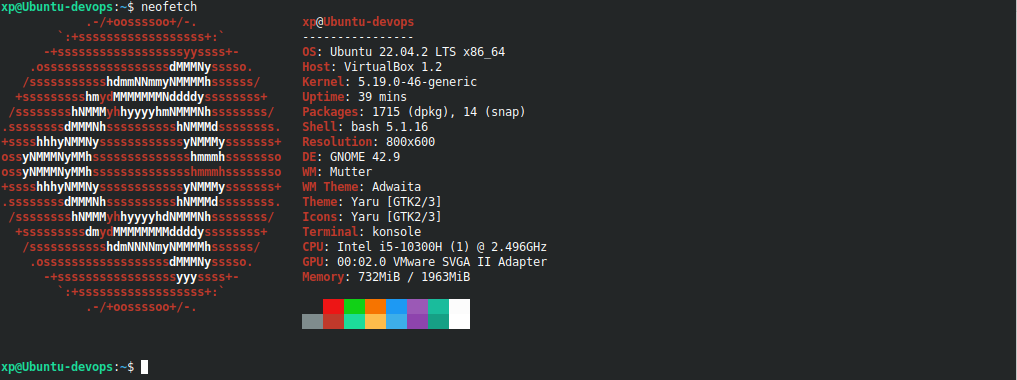 xp@Ubuntu-devops:~$ neofetch
            .-/+oossssoo+/-.               xp@Ubuntu-devops
        `:+ssssssssssssssssss+:`           ----------------
      -+ssssssssssssssssssyyssss+-         OS: Ubuntu 22.04.2 LTS x86_64
    .ossssssssssssssssssdMMMNysssso.       Host: VirtualBox 1.2
   /ssssssssssshdmmNNmmyNMMMMhssssss/      Kernel: 5.19.0-46-generic
  +ssssssssshmydMMMMMMMNddddyssssssss+     Uptime: 39 mins
 /sssssssshNMMMyhhyyyyhmNMMMNhssssssss/    Packages: 1715 (dpkg), 14 (snap)
.ssssssssdMMMNhsssssssssshNMMMdssssssss.   Shell: bash 5.1.16
+sssshhhyNMMNyssssssssssssyNMMMysssssss+   Resolution: 800x600
ossyNMMMNyMMhsssssssssssssshmmmhssssssso   DE: GNOME 42.9
ossyNMMMNyMMhsssssssssssssshmmmhssssssso   WM: Mutter
+sssshhhyNMMNyssssssssssssyNMMMysssssss+   WM Theme: Adwaita
.ssssssssdMMMNhsssssssssshNMMMdssssssss.   Theme: Yaru [GTK2/3]
 /sssssssshNMMMyhhyyyyhdNMMMNhssssssss/    Icons: Yaru [GTK2/3]
  +sssssssssdmydMMMMMMMMddddyssssssss+     Terminal: konsole
   /ssssssssssshdmNNNNmyNMMMMhssssss/      CPU: Intel i5-10300H (1) @ 2.496GHz
    .ossssssssssssssssssdMMMNysssso.       GPU: 00:02.0 VMware SVGA II Adapter
      -+sssssssssssssssssyyyssss+-         Memory: 732MiB / 1963MiB
        `:+ssssssssssssssssss+:`
            .-/+oossssoo+/-.
xp@Ubuntu-devops:~$